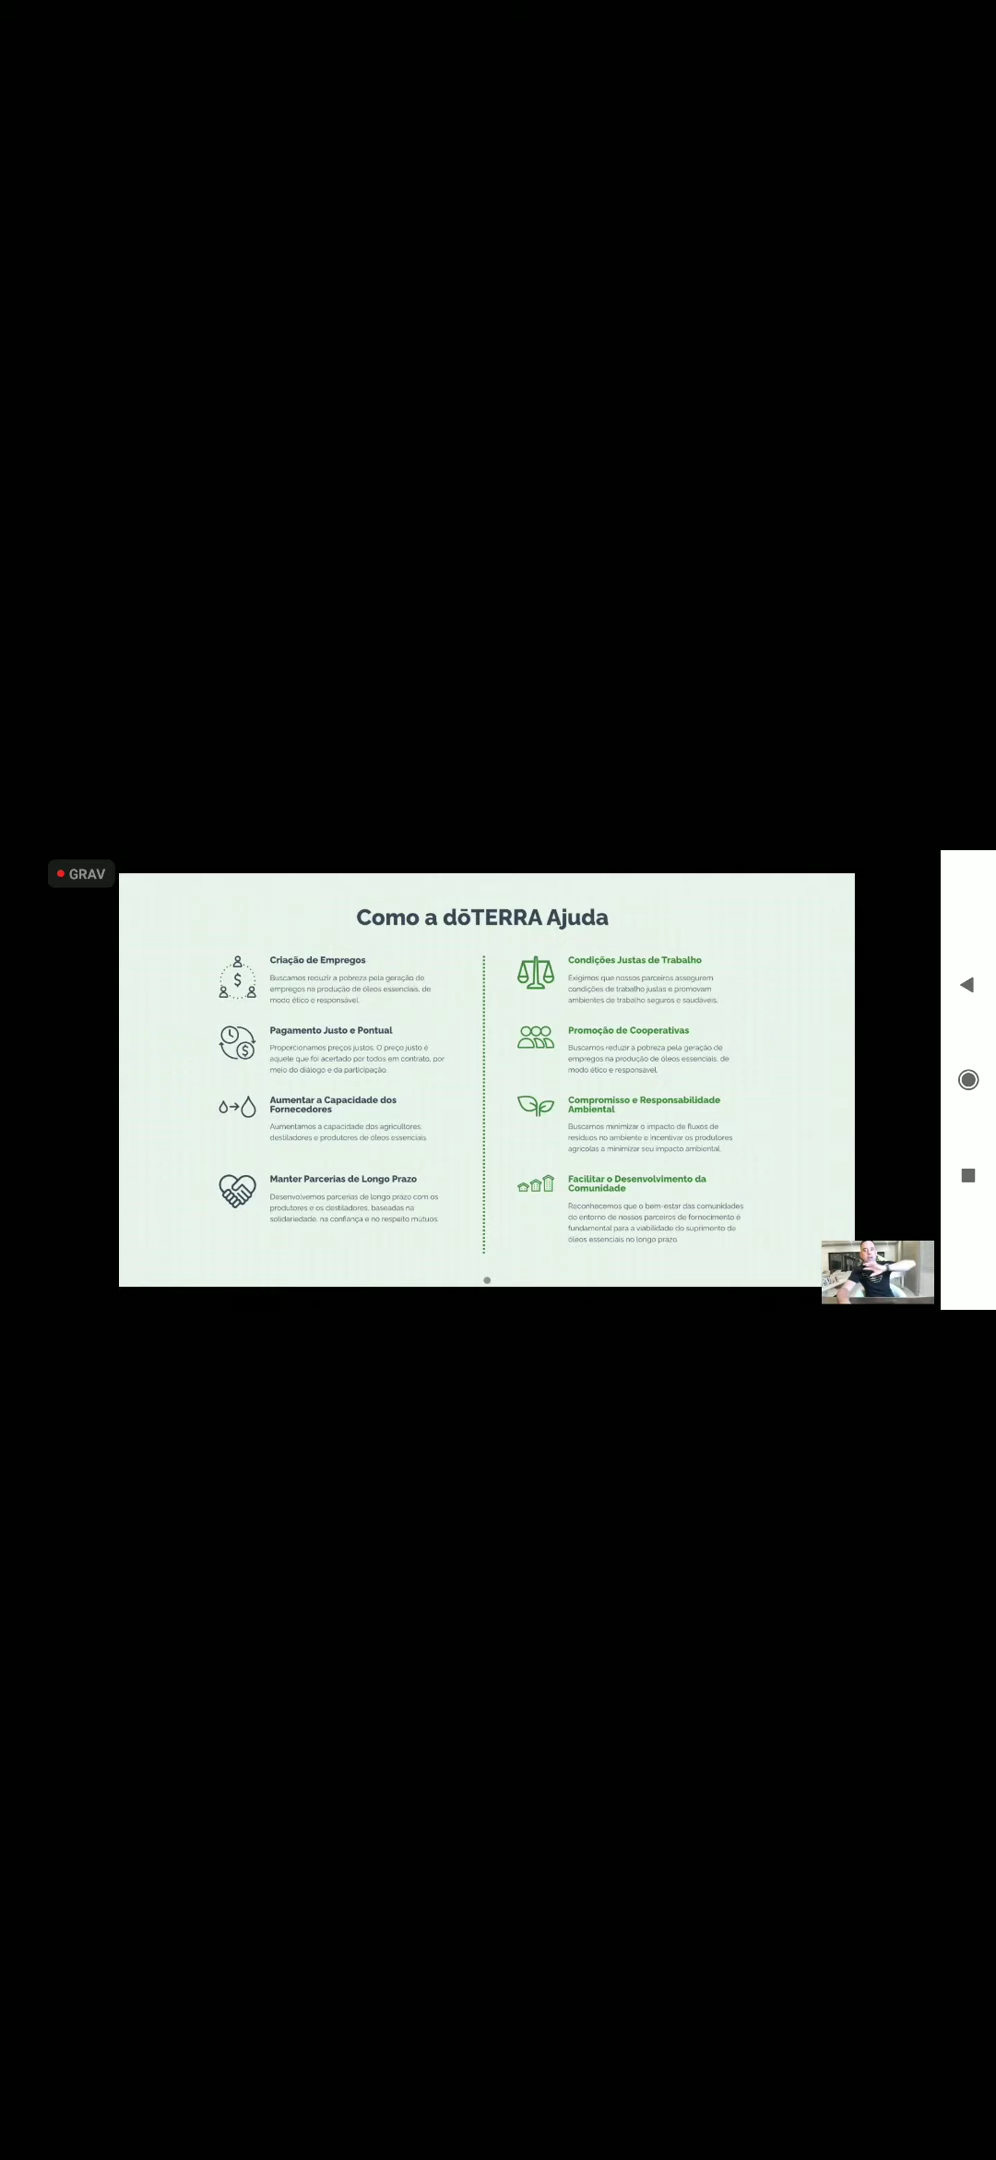 GRAV
Como a dōTERRA Ajuda
Criação de Empregos
Buscamos reduzir a pobreza pela geração de
empregos na produção de óleos essenciais, de
modo ético e responsável.
Pagamento Justo e Pontual
Proporcionamos preços justos. O preço justo é
aquele que foi acertado por todos em contrato, por
meio do diálogo e da participação.
Aumentar a Capacidade dos
Fornecedores
Aumentamos a capacidade dos agricultores,
destiladores e produtores de óleos essenciais.
Manter Parcerias de Longo Prazo
Desenvolvemos parcerias de longo prazo com os
produtores e os destiladores, baseadas na
solidariedade, na confiança e no respeito mútuos.
Condições Justas de Trabalho
Exigimos que nossos parceiros assegurem
condições de trabalho justas e promovam
ambientes de trabalho seguros e saudáveis.
Promoção de Cooperativas
Buscamos reduzir a pobreza pela geração de
empregos na produção de óleos essenciais, de
modo ético e responsável.
Compromisso e Responsabilidade
Ambiental
Buscamos minimizar o impacto de fluxos de
resíduos no ambiente e incentivar os produtores
agrícolas a minimizar seu impacto ambiental.
Facilitar o Desenvolvimento da
Comunidade
Reconhecemos que o bem-estar das comunidades
do entorno de nossos parceiros de fornecimento é
fundamental para a viabilidade do suprimento de
óleos essenciais no longo prazo.